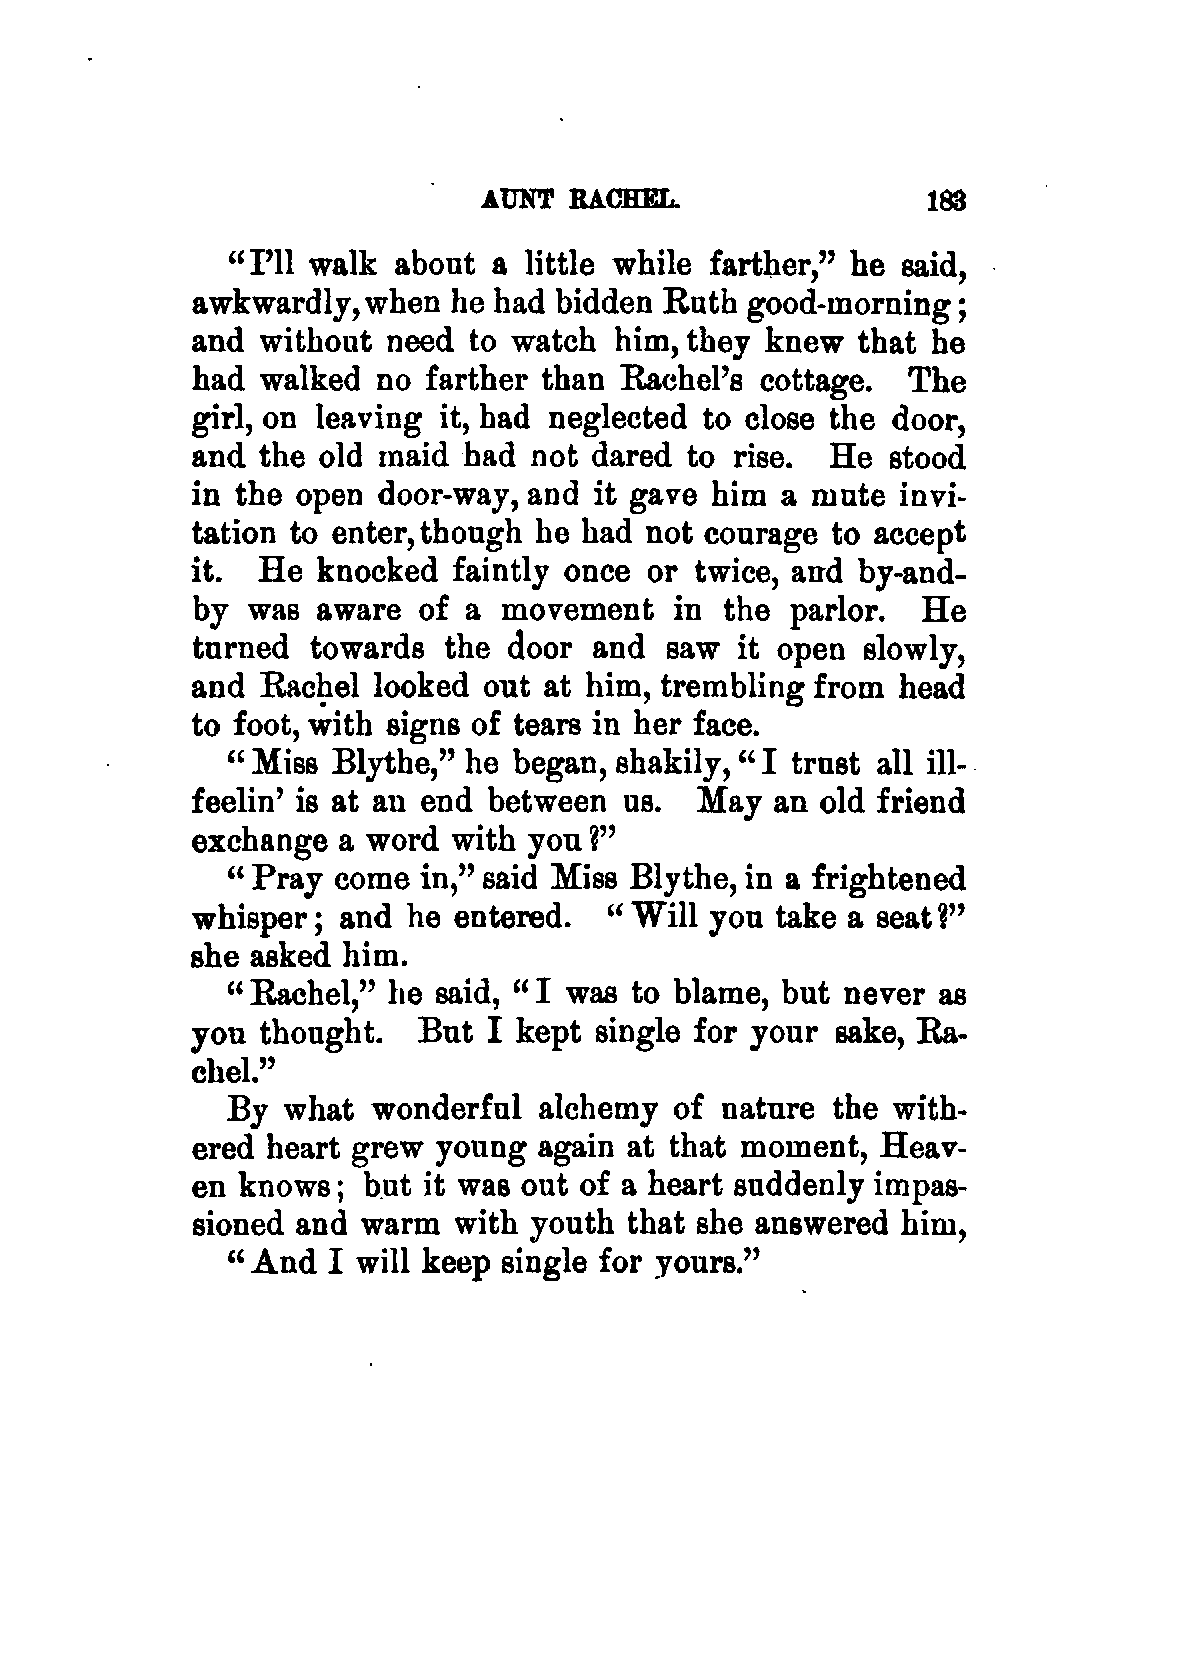 AUNT RACHEL. 183
"I'll walk about a little while farther," he said,
awkwardly, when he had bidden Ruth good-morning;
and without need to watch him, they knew that he
had walked no farther than Rachel's cottage. The
girl, on leaving it, had neglected to close the door,
and the old maid had not dared to rise. He stood
in the open door-way, and it gave him a mute invi-
tation to enter, though he had not courage to accept
it. He knocked faintly once or twice, and by-and-
by was aware of a movement in the parlor. He
turned towards the door and saw it open slowly,
and Rachel looked out at him, trembling from head
to foot, with signs of tears in her face.
"Miss Blythe," he began, shakily, "I trust all ill-
feelin' is at an end between us. May an old friend
exchange a word with you?"
"Pray come in," said Miss Blythe, in a frightened
whisper; and he entered. "Will you take a seat?"
she asked him.
"Rachel," he said, "I was to blame, but never as
you thought. But I kept single for your sake, Ra-
chel."
By what wonderful alchemy of nature the with-
ered heart grew young again at that moment, Heav-
en knows; but it was out of a heart suddenly impas-
sioned and warm with youth that she answered him,
"And I will keep single for yours."